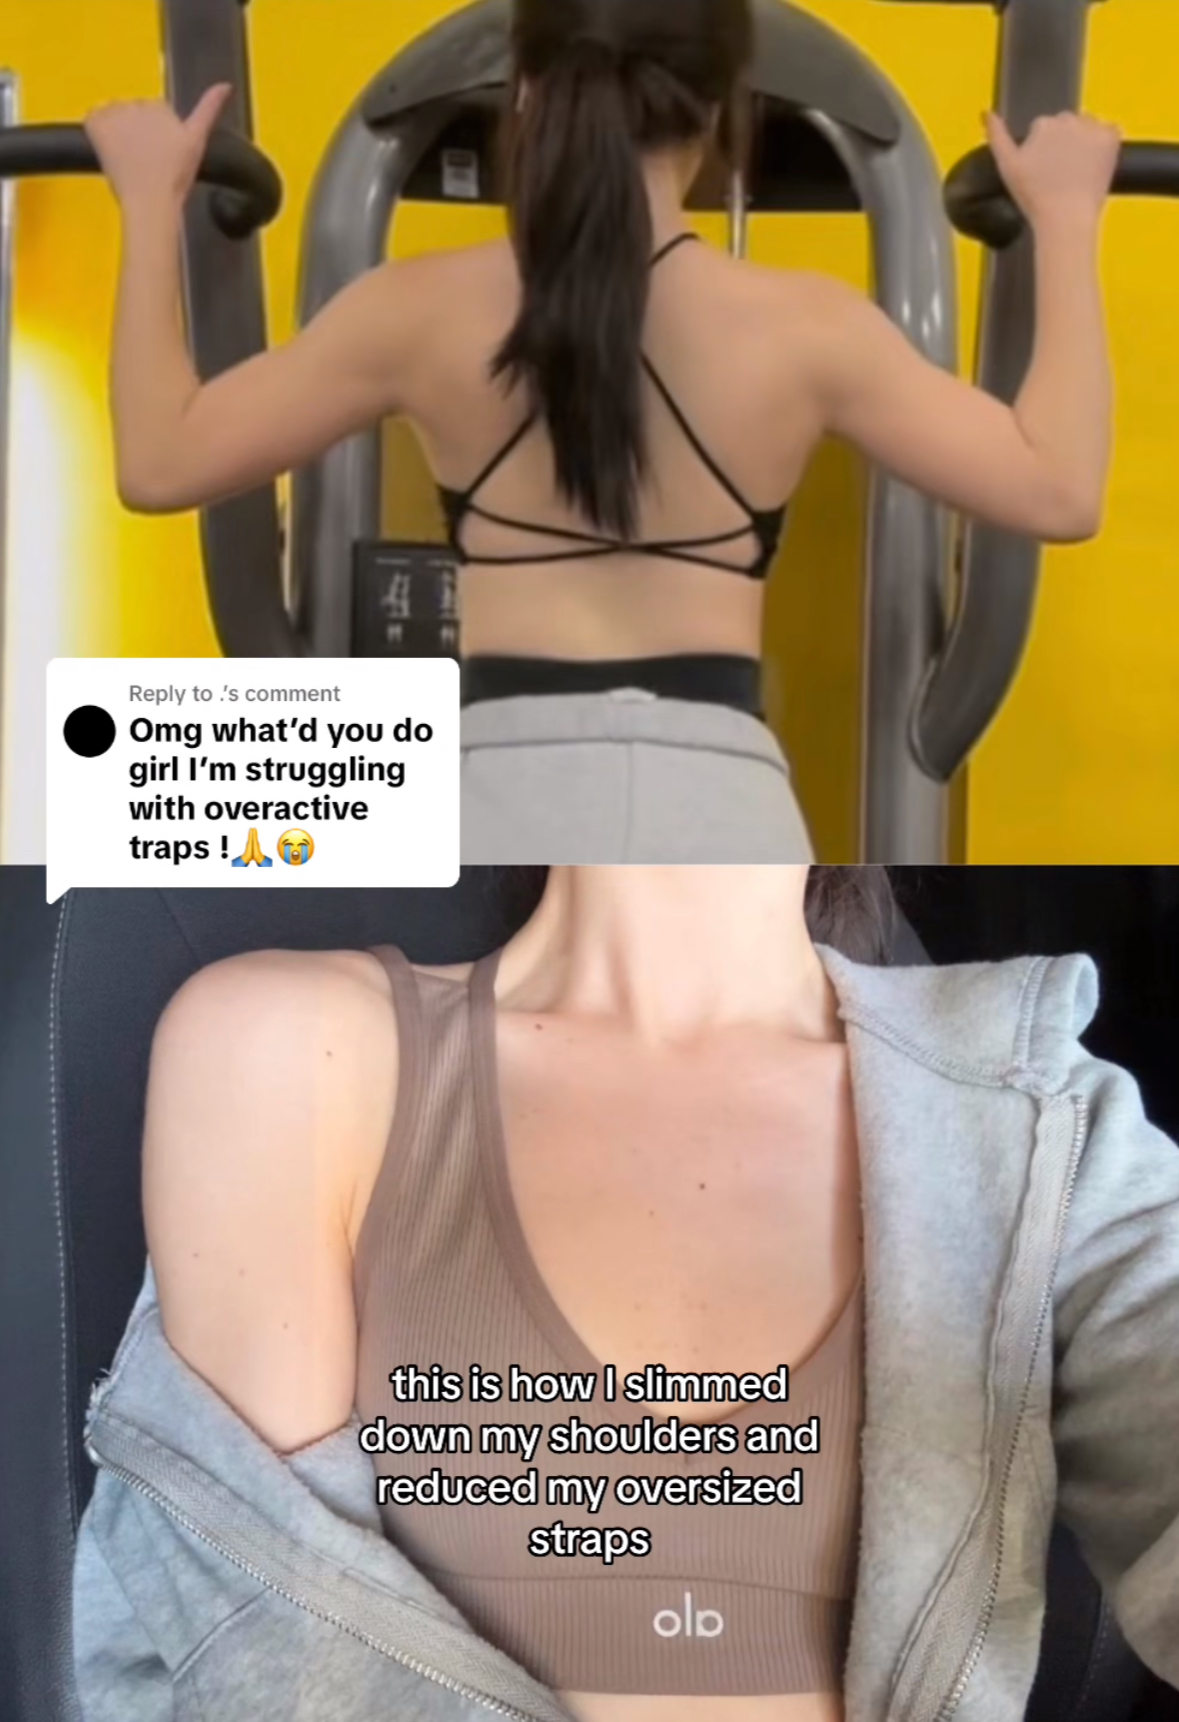 Reply to .'s comment
Omg what'd you do
girl I'm struggling
with overactive
traps !🙏😭
this is how I slimmed
down my shoulders and
reduced my oversized
straps
olɒ